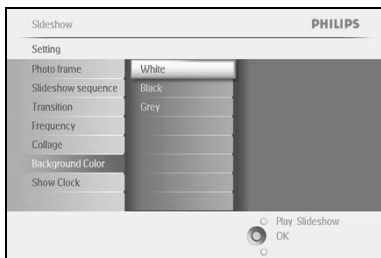 Slideshow PHILIPS
Setting
Photo frame White
Slideshow sequence Black
Transition Grey
Frequency
Collage
Background Color
Show Clock
Play Slideshow
OK